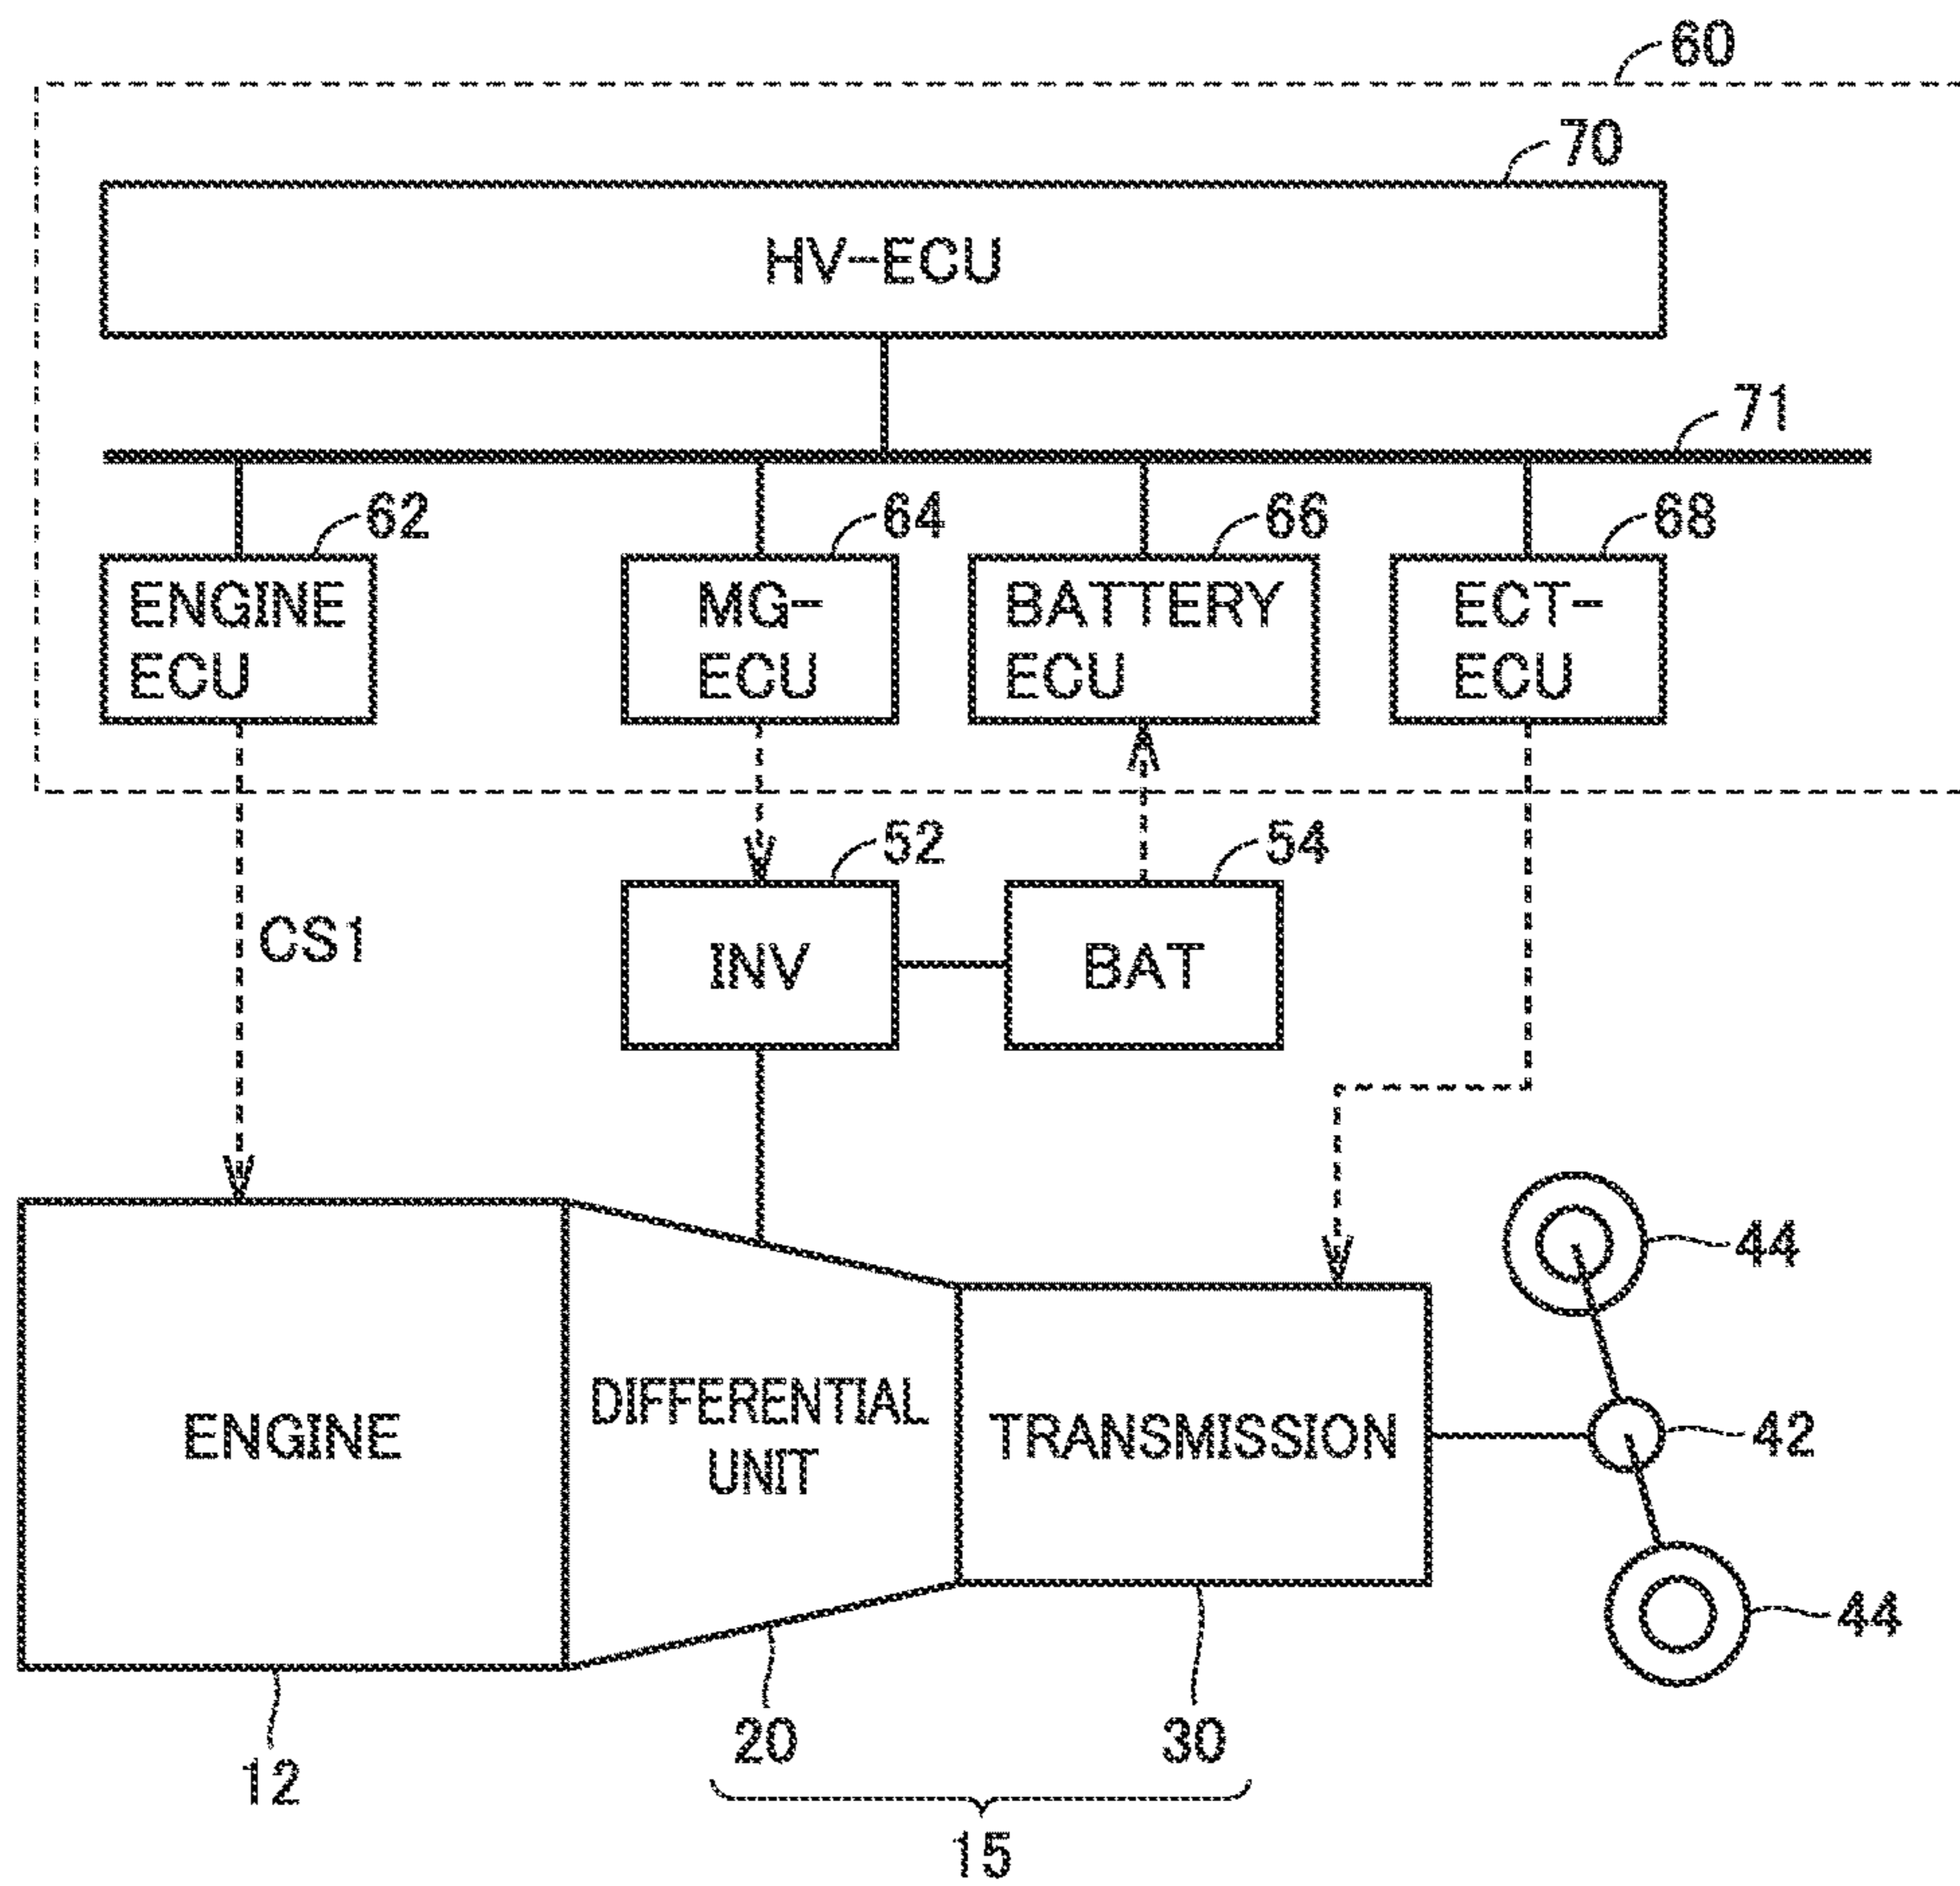 60
70
HV-ECU
71
62
64
66
68
ENGINE
ECU
MG-
ECU
BATTERY
ECU
ECT-
ECU
52
54
CS1
INV
BAT
44
ENGINE
DIFFERENTIAL
UNIT
TRANSMISSION
42
44
20
30
12
15